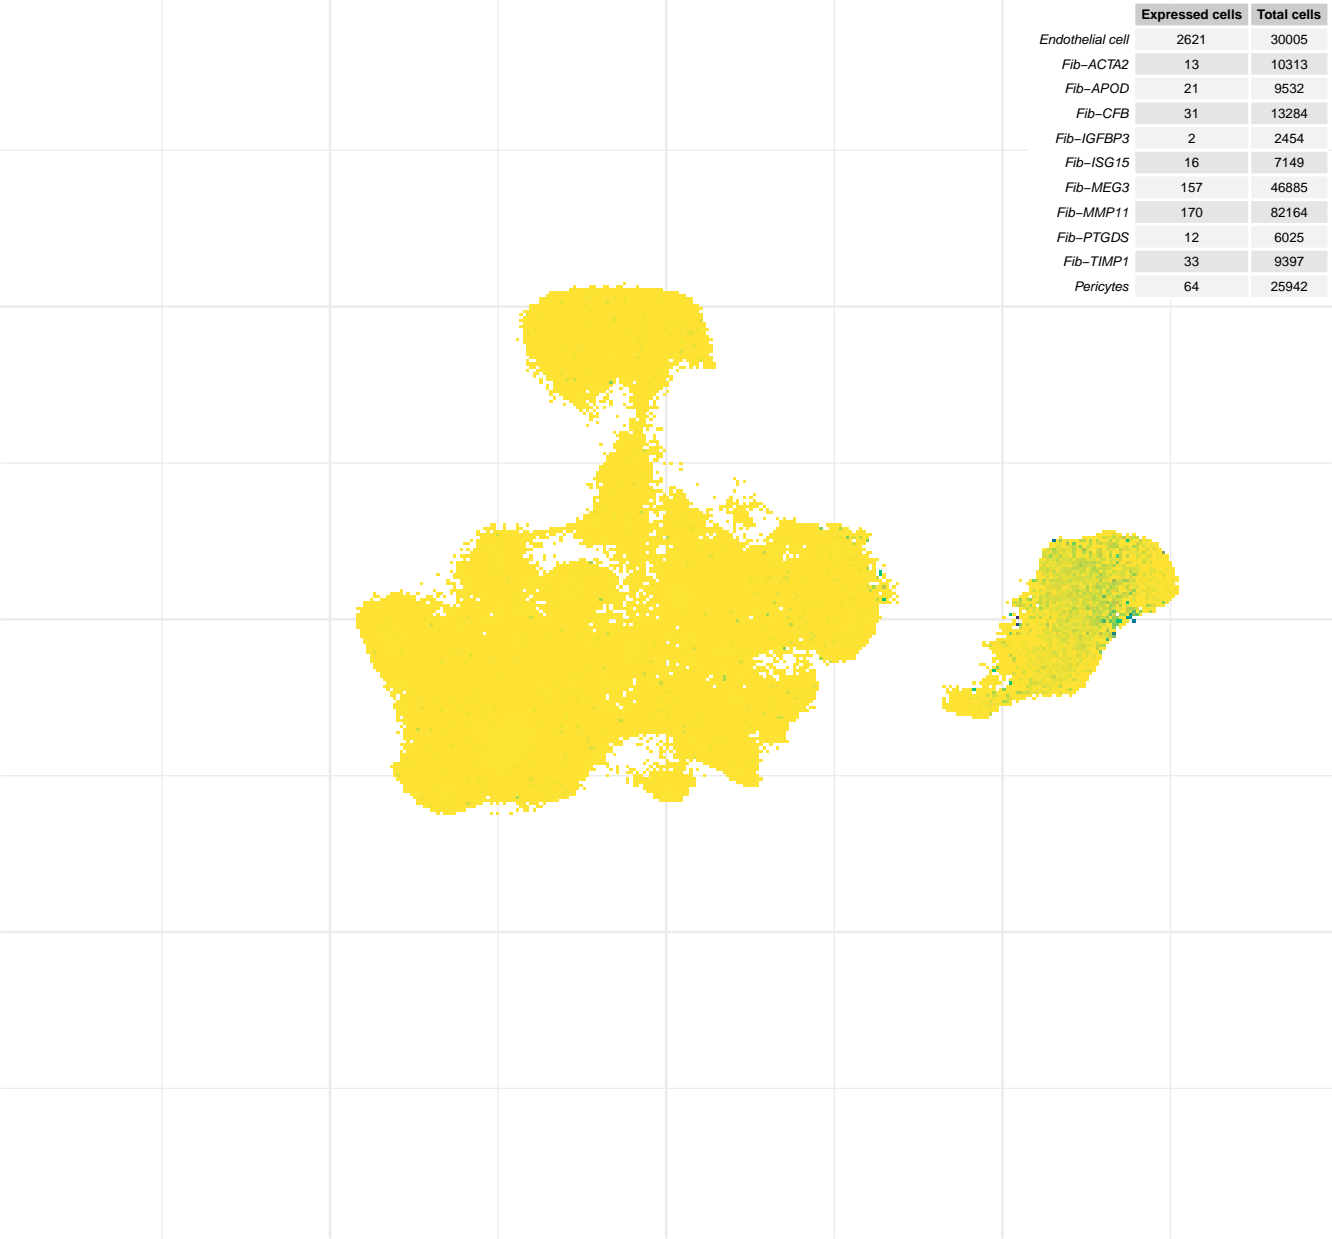 Expressed cells Total cells
Endothelial cell 2621 30005
Fib−ACTA2 13 10313
Fib−APOD 21 9532
Fib−CFB 31 13284
Fib−IGFBP3 2 2454
Fib−ISG15 16 7149
Fib−MEG3 157 46885
Fib−MMP11 170 82164
Fib−PTGDS 12 6025
Fib−TIMP1 33 9397
Pericytes 64 25942